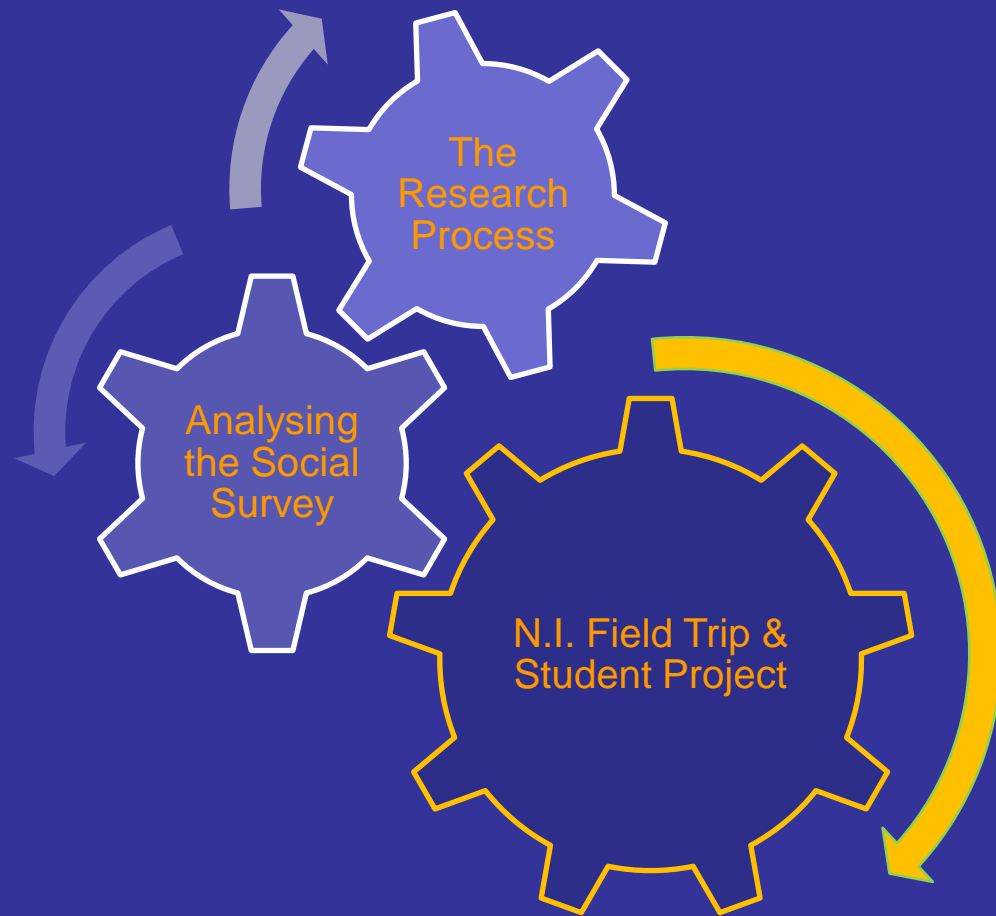 The
Research
Process
Analysing
the Social
Survey
N.I. Field Trip &
Student Project